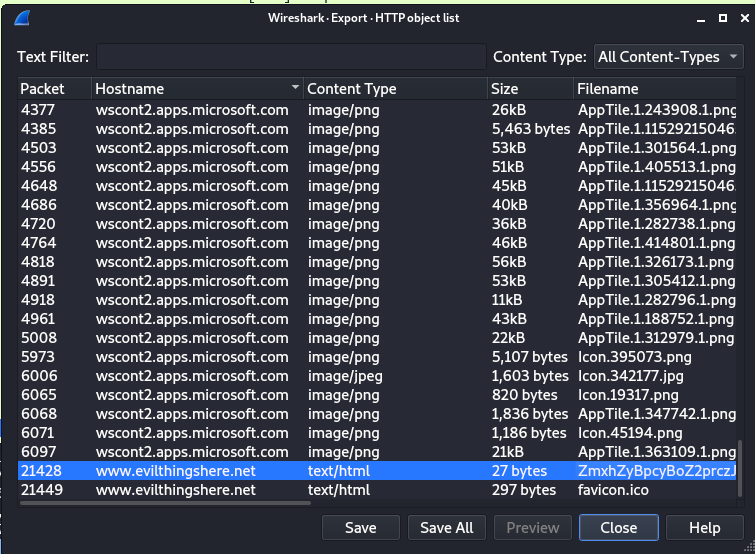 Wireshark · Export · HTTP object list
Text Filter: Content Type: All Content-Types
Packet Hostname Content Type Size Filename
4377 wscont2.apps.microsoft.com image/png 26kB AppTile.1.243908.1.png
4385 wscont2.apps.microsoft.com image/png 5,463 bytes AppTile.1.11529215046.
4503 wscont2.apps.microsoft.com image/png 53kB AppTile.1.301564.1.png
4556 wscont2.apps.microsoft.com image/png 51kB AppTile.1.405513.1.png
4648 wscont2.apps.microsoft.com image/png 45kB AppTile.1.11529215046.
4686 wscont2.apps.microsoft.com image/png 40kB AppTile.1.356964.1.png
4720 wscont2.apps.microsoft.com image/png 36kB AppTile.1.282738.1.png
4764 wscont2.apps.microsoft.com image/png 46kB AppTile.1.414801.1.png
4818 wscont2.apps.microsoft.com image/png 56kB AppTile.1.326173.1.png
4891 wscont2.apps.microsoft.com image/png 53kB AppTile.1.305412.1.png
4918 wscont2.apps.microsoft.com image/png 11kB AppTile.1.282796.1.png
4961 wscont2.apps.microsoft.com image/png 43kB AppTile.1.188752.1.png
5008 wscont2.apps.microsoft.com image/png 22kB AppTile.1.312979.1.png
5973 wscont2.apps.microsoft.com image/png 5,107 bytes Icon.395073.png
6006 wscont2.apps.microsoft.com image/jpeg 1,603 bytes Icon.342177.jpg
6065 wscont2.apps.microsoft.com image/png 820 bytes Icon.19317.png
6068 wscont2.apps.microsoft.com image/png 1,836 bytes AppTile.1.347742.1.png
6071 wscont2.apps.microsoft.com image/png 1,186 bytes Icon.45194.png
6097 wscont2.apps.microsoft.com image/png 21kB AppTile.1.363109.1.png
21428 www.evilthingshere.net text/html 27 bytes ZmxhZyBpcyBoZ2przJ
21449 www.evilthingshere.net text/html 297 bytes favicon.ico
Save Save All Preview Close Help